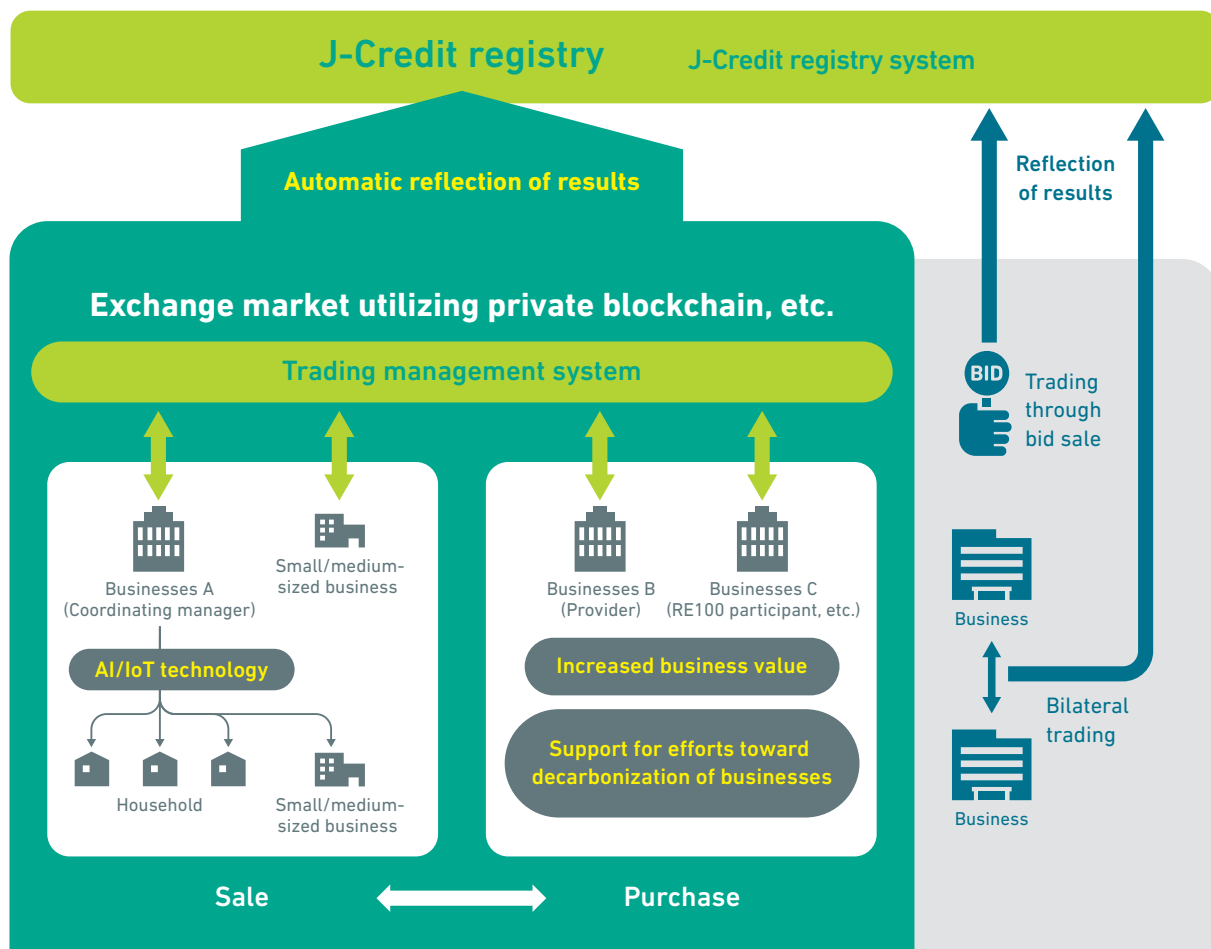 J-Credit registry
J-Credit registry system
Automatic reflection of results
Reflection
of results
Exchange market utilizing private blockchain, etc.
Trading management system
BID
Trading
through
bid sale
Businesses A
(Coordinating manager)
Small/medium-
sized business
Businesses B
(Provider)
Businesses C
(RE100 participant, etc.)
AI/IoT technology
Household
Small/medium-
sized business
Increased business value
Support for efforts toward
decarbonization of businesses
Business
Bilateral
trading
Business
Sale
Purchase